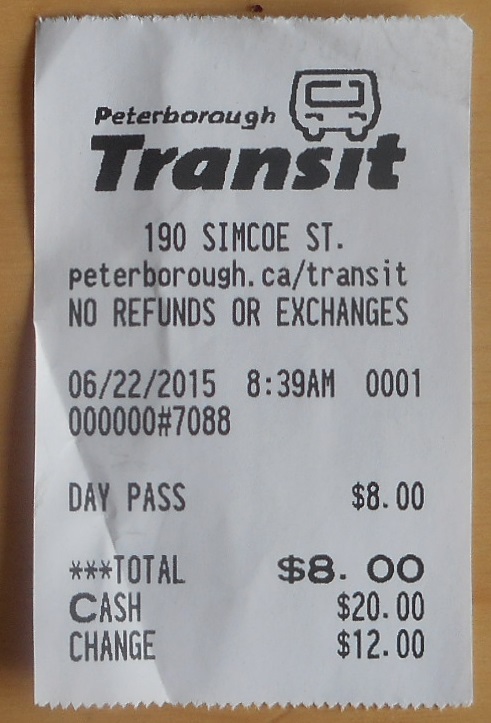 Peterborough
Transit
190 SIMCOE ST.
peterborough.ca/transit
NO REFUNDS OR EXCHANGES
06/22/2015 8:39AM 0001
000000#7088
DAY PASS $8.00
***TOTAL $8.00
CASH $20.00
CHANGE $12.00